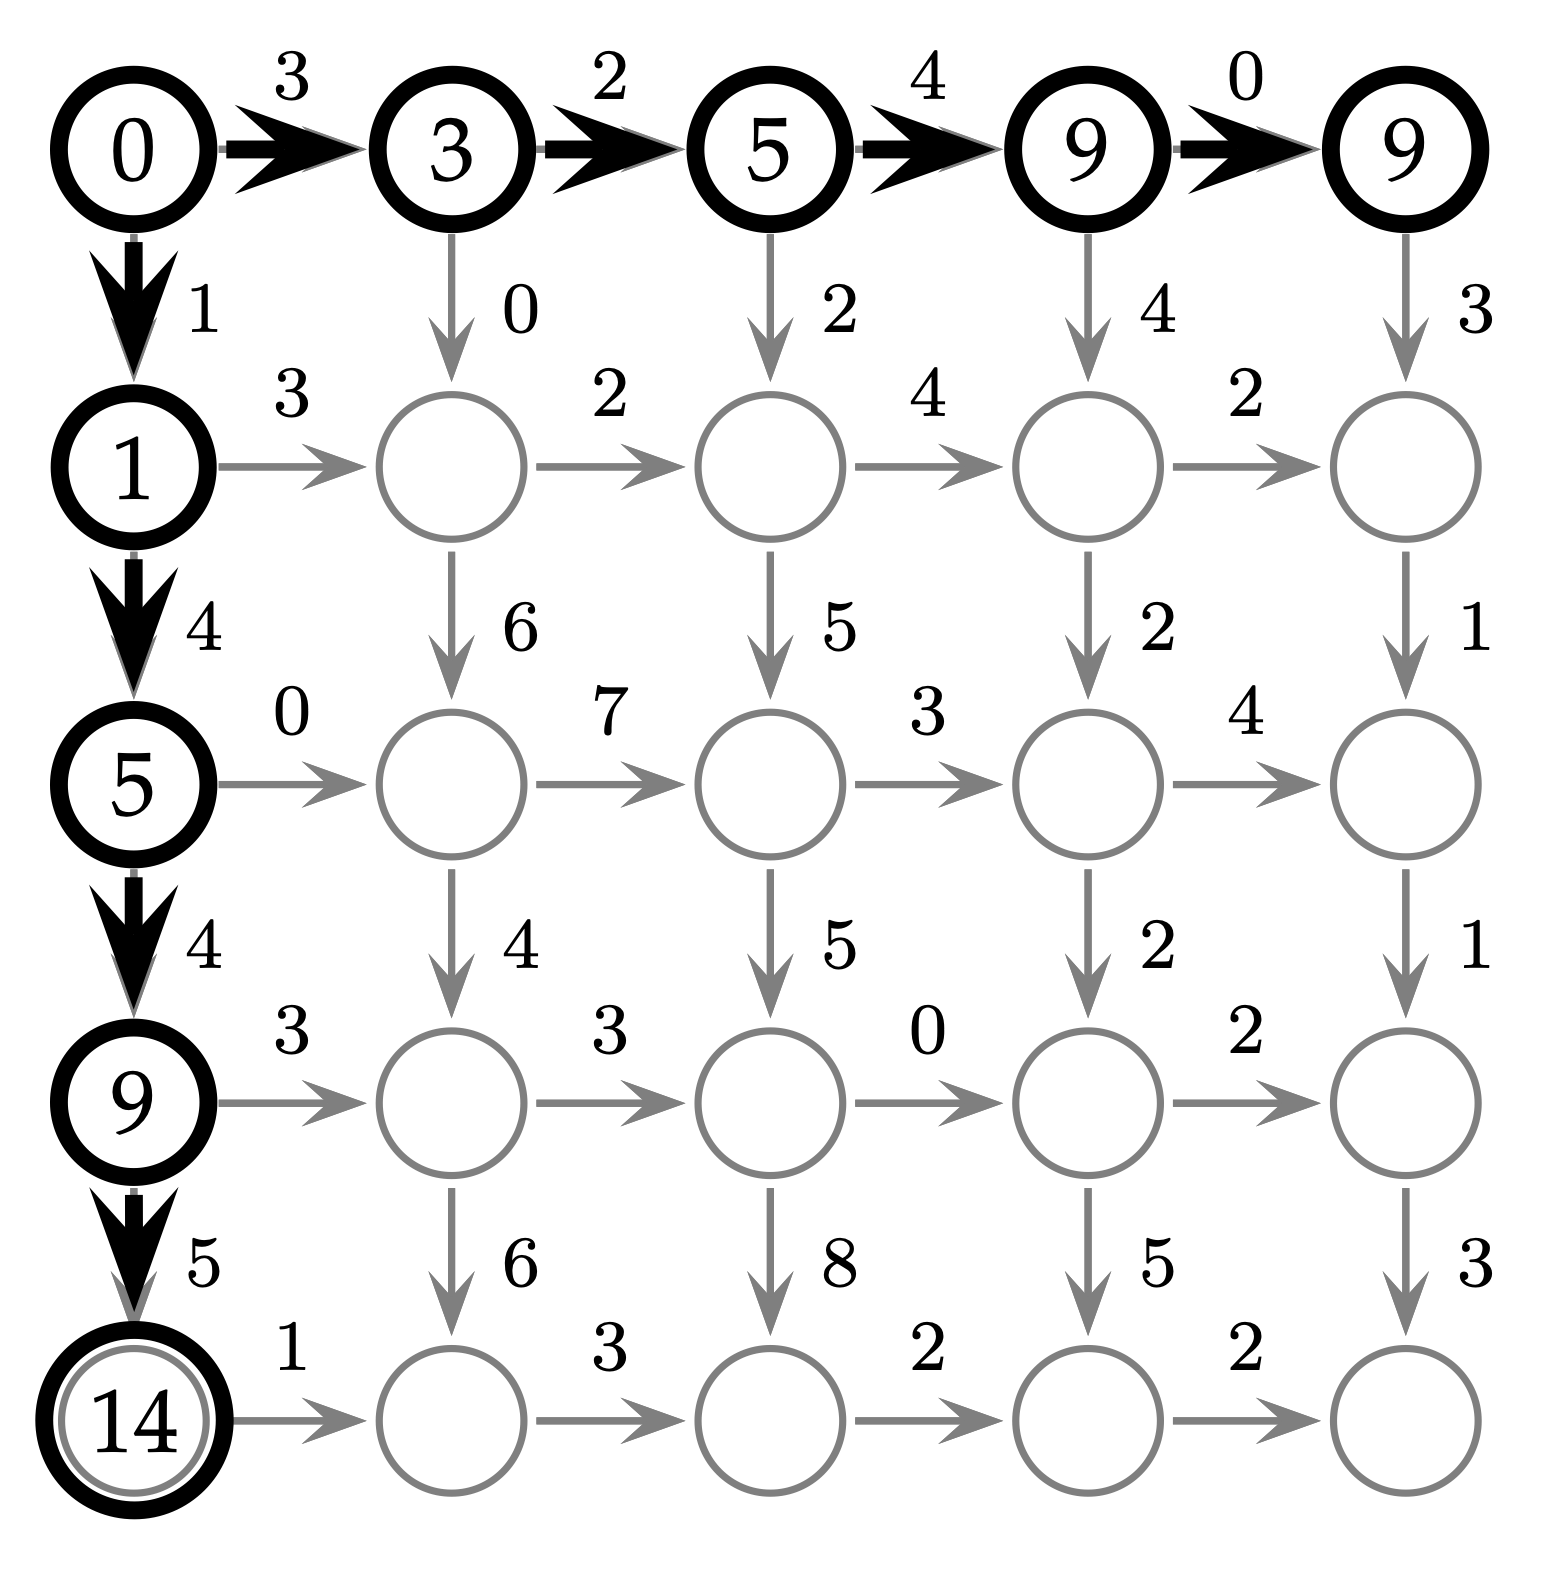 3 2 4 0
0 3 5 9 9
1 0 2 4 3
3 2 4 2
1
4 6 5 2 1
0 7 3 4
5
4 4 5 2 1
3 3 0 2
9
5 6 8 5 3
1 3 2 2
14